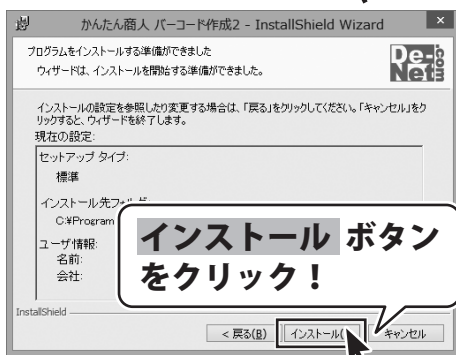 かんたん商人 バーコード作成2 - InstallShield Wizard
プログラムをインストールする準備ができました
ウィザードは、インストールを開始する準備ができました。
De-Net.com
インストールの設定を参照したり変更する場合は、「戻る」をクリックしてください。「キャンセル」をク
リックすると、ウィザードを終了します。
現在の設定:
セットアップ タイプ:
標準
インストール先フォルダ:
C:¥Program
ユーザ情報:
名前:
会社:
インストール ボタン
をクリック！
InstallShield
< 戻る(B)
インストール(
キャンセル